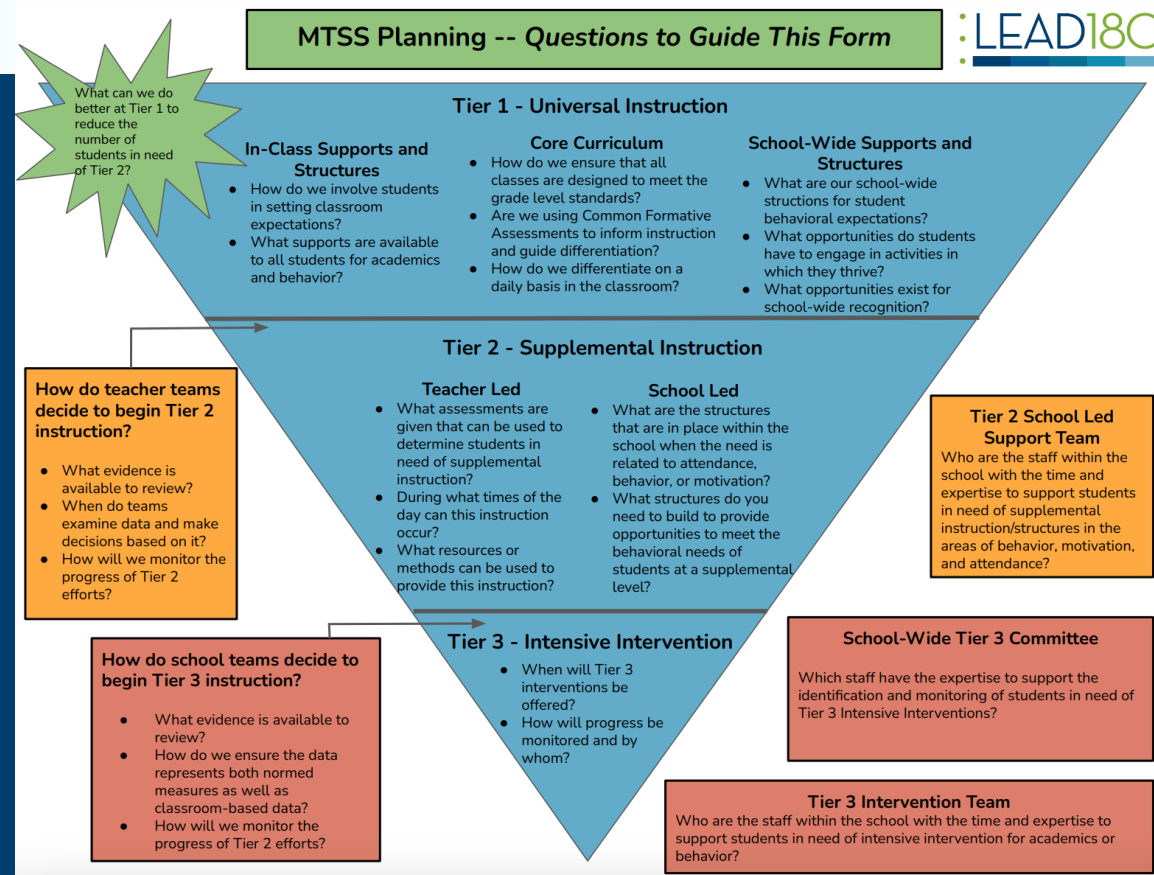 MTSS Planning -- Questions to Guide This Form
LEAD180
What can we do
better at Tier 1 to
reduce the
number of
students in need
of Tier 2?
Tier 1 - Universal Instruction
In-Class Supports and
Structures
● How do we involve students
in setting classroom
expectations?
● What supports are available
to all students for academics
and behavior?
Core Curriculum
● How do we ensure that all
classes are designed to meet the
grade level standards?
● Are we using Common Formative
Assessments to inform instruction
and guide differentiation?
● How do we differentiate on a
daily basis in the classroom?
School-Wide Supports and
Structures
● What are our school-wide
structions for student
behavioral expectations?
● What opportunities do students
have to engage in activities in
which they thrive?
● What opportunities exist for
school-wide recognition?
How do teacher teams
decide to begin Tier 2
instruction?
● What evidence is
available to review?
● When do teams
examine data and make
decisions based on it?
● How will we monitor the
progress of Tier 2
efforts?
Tier 2 - Supplemental Instruction
Teacher Led
● What assessments are
given that can be used to
determine students in
need of supplemental
instruction?
● During what times of the
day can this instruction
occur?
● What resources or
methods can be used to
provide this instruction?
School Led
● What are the structures
that are in place within the
school when the need is
related to attendance,
behavior, or motivation?
● What structures do you
need to build to provide
opportunities to meet the
behavioral needs of
students at a supplemental
level?
Tier 2 School Led
Support Team
Who are the staff within the
school with the time and
expertise to support students
in need of supplemental
instruction/structures in the
areas of behavior, motivation,
and attendance?
How do school teams decide to
begin Tier 3 instruction?
● What evidence is available to
review?
● How do we ensure the data
represents both normed
measures as well as
classroom-based data?
● How will we monitor the
progress of Tier 2 efforts?
Tier 3 - Intensive Intervention
● When will Tier 3
interventions be
offered?
● How will progress be
monitored and by
whom?
School-Wide Tier 3 Committee
Which staff have the expertise to support the
identification and monitoring of students in need of
Tier 3 Intensive Interventions?
Tier 3 Intervention Team
Who are the staff within the school with the time and expertise to
support students in need of intensive intervention for academics or
behavior?